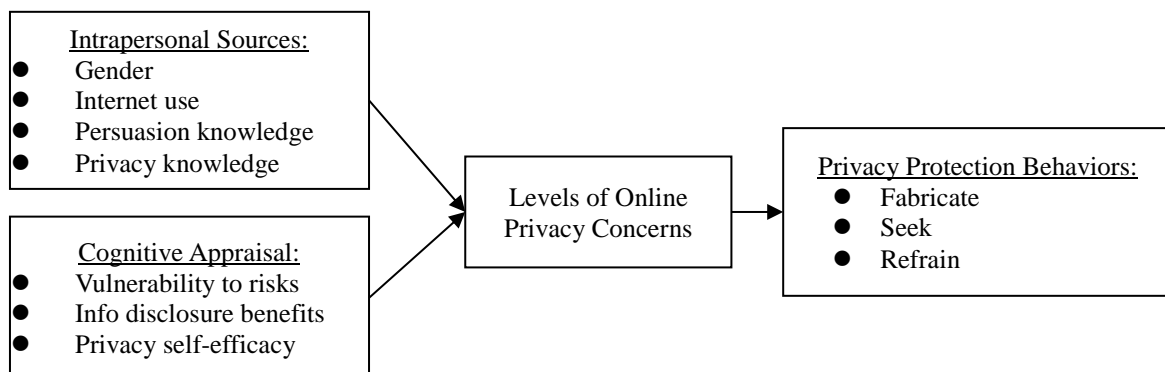 Intrapersonal Sources:
● Gender
● Internet use
● Persuasion knowledge
● Privacy knowledge
Cognitive Appraisal:
● Vulnerability to risks
● Info disclosure benefits
● Privacy self-efficacy
Levels of Online
Privacy Concerns
Privacy Protection Behaviors:
● Fabricate
● Seek
● Refrain